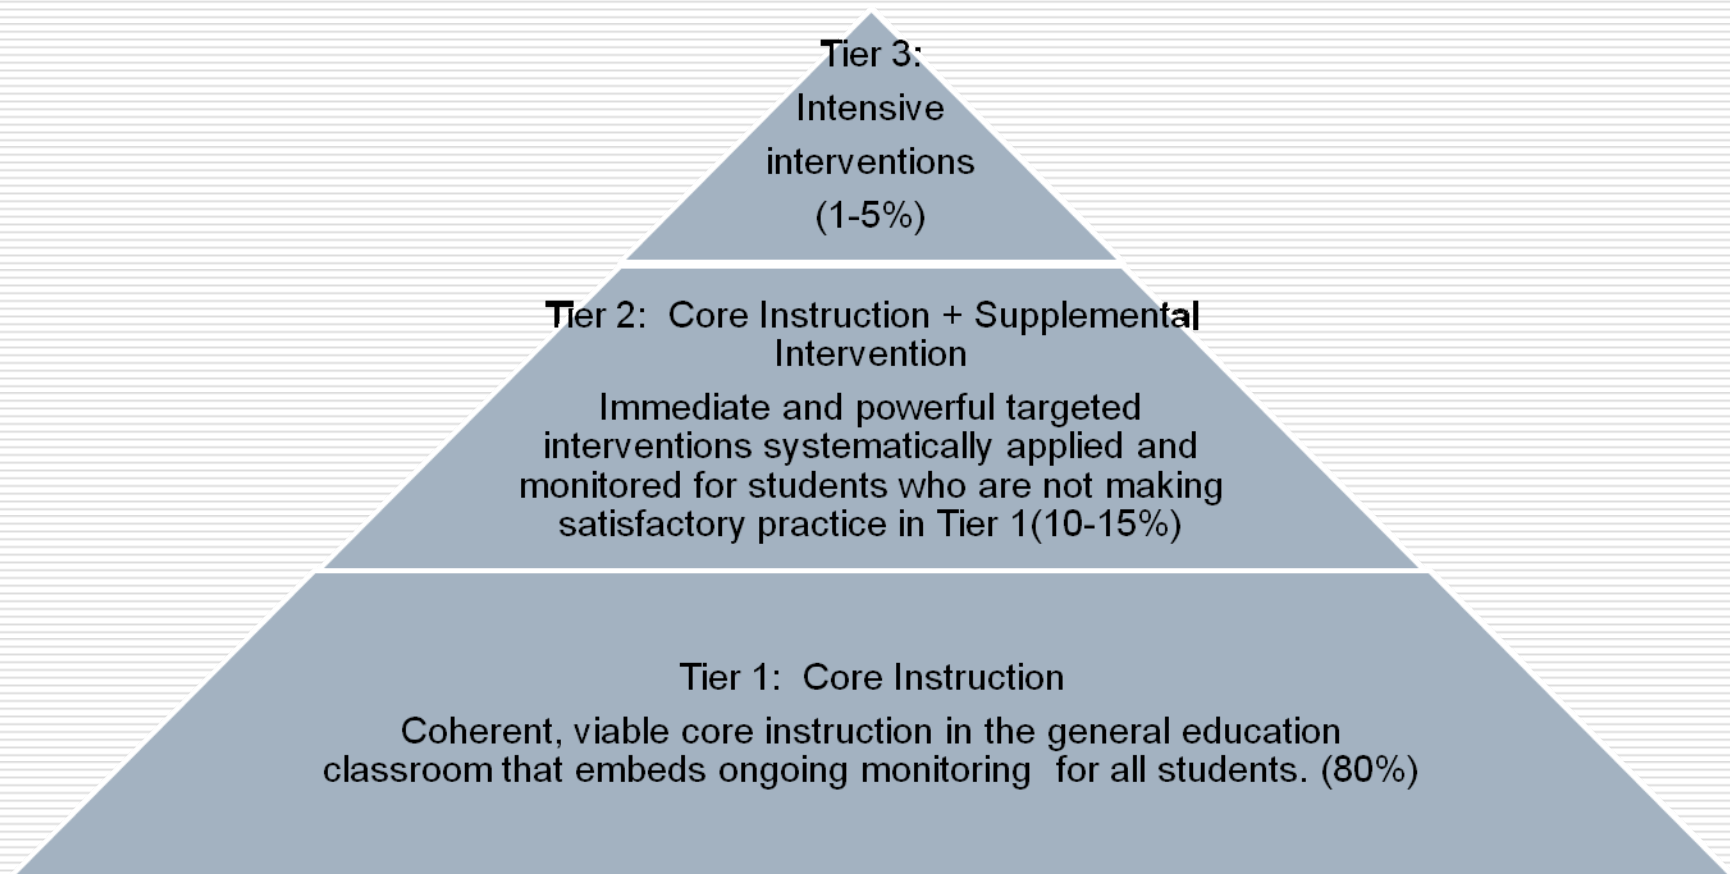 Tier 3:
Intensive
interventions
(1-5%)
Tier 2:  Core Instruction + Supplemental
Intervention
Immediate and powerful targeted
interventions systematically applied and
monitored for students who are not making
satisfactory practice in Tier 1(10-15%)
Tier 1:  Core Instruction
Coherent, viable core instruction in the general education
classroom that embeds ongoing monitoring  for all students. (80%)